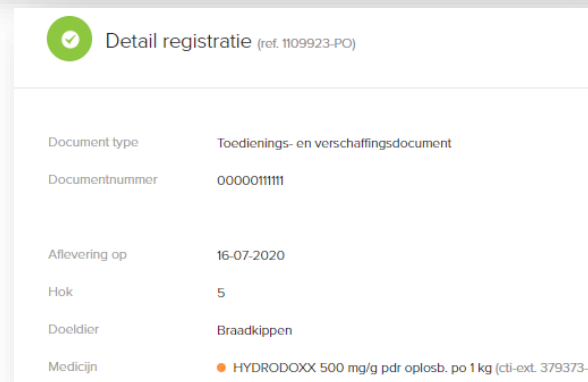 Detail registratie (ref. 1109923-PO)
Document type Toedienings- en verschaffingsdocument
Documentnummer 00000111111
Aflevering op 16-07-2020
Hok 5
Doeldier Braadkippen
Medicijn HYDRODOXX 500 mg/g pdr oplosb. po 1 kg (cti-ext. 379373-